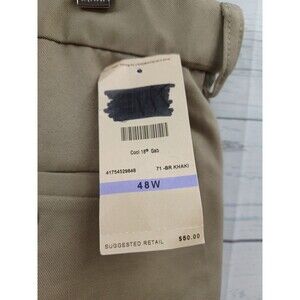 Cool 18® Gab
41754529848 71-BR KHAKI
48W
SUGGESTED RETAIL $50.00